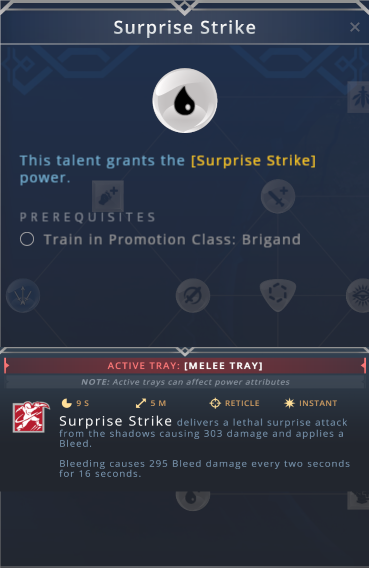 Surprise Strike
This talent grants the [Surprise Strike]
power.
PREREQUISITES
Train in Promotion Class: Brigand
ACTIVE TRAY: [MELEE TRAY]
NOTE: Active trays can affect power attributes
9 S 5 M RETICLE INSTANT
Surprise Strike delivers a lethal surprise attack
from the shadows causing 303 damage and applies a
Bleed.
Bleeding causes 295 Bleed damage every two seconds
for 16 seconds.